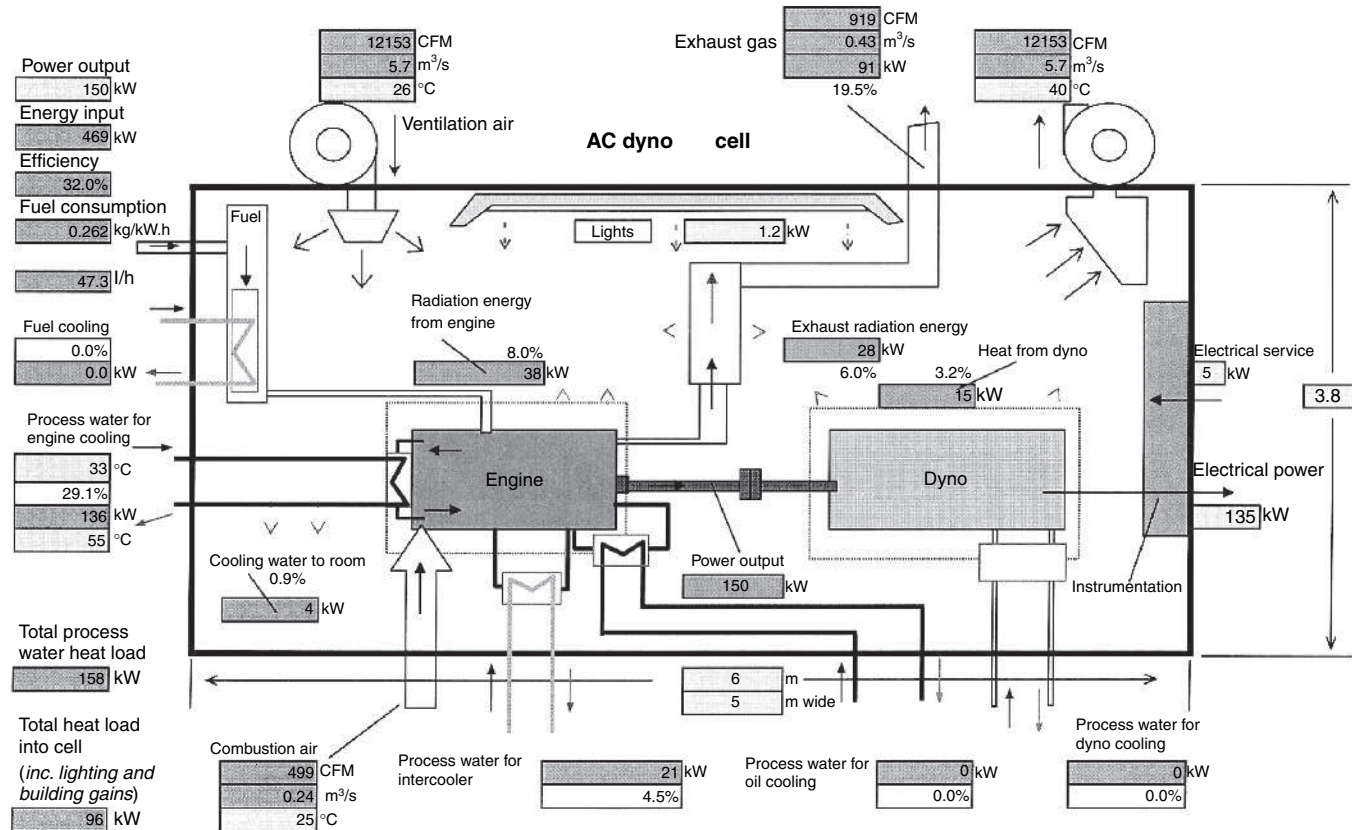 Power output
150 kW
Energy input
469 kW
Efficiency
32.0%
Fuel consumption
0.262 kg/kW.h
47.3 l/h
Fuel cooling
0.0%
0.0 kW
Process water for
engine cooling
33 °C
29.1%
136 kW
55 °C
Total process
water heat load
158 kW
Total heat load
into cell
(inc. lighting and
building gains)
96 kW
12153 CFM
5.7 m³/s
26 °C
Ventilation air
Exhaust gas
919 CFM
0.43 m³/s
91 kW
19.5%
12153 CFM
5.7 m³/s
40 °C
AC dyno cell
Fuel
Lights 1.2 kW
Radiation energy
from engine
8.0%
38 kW
Exhaust radiation energy
28 kW
6.0%
Heat from dyno
3.2%
15 kW
Electrical service
5 kW
3.8
Engine
Dyno
Electrical power
135 kW
Instrumentation
Power output
150 kW
Cooling water to room
0.9%
4 kW
6 m
5 m wide
Combustion air
499 CFM
0.24 m³/s
25 °C
Process water for
intercooler
21 kW
4.5%
Process water for
oil cooling
0 kW
0.0%
Process water for
dyno cooling
0 kW
0.0%